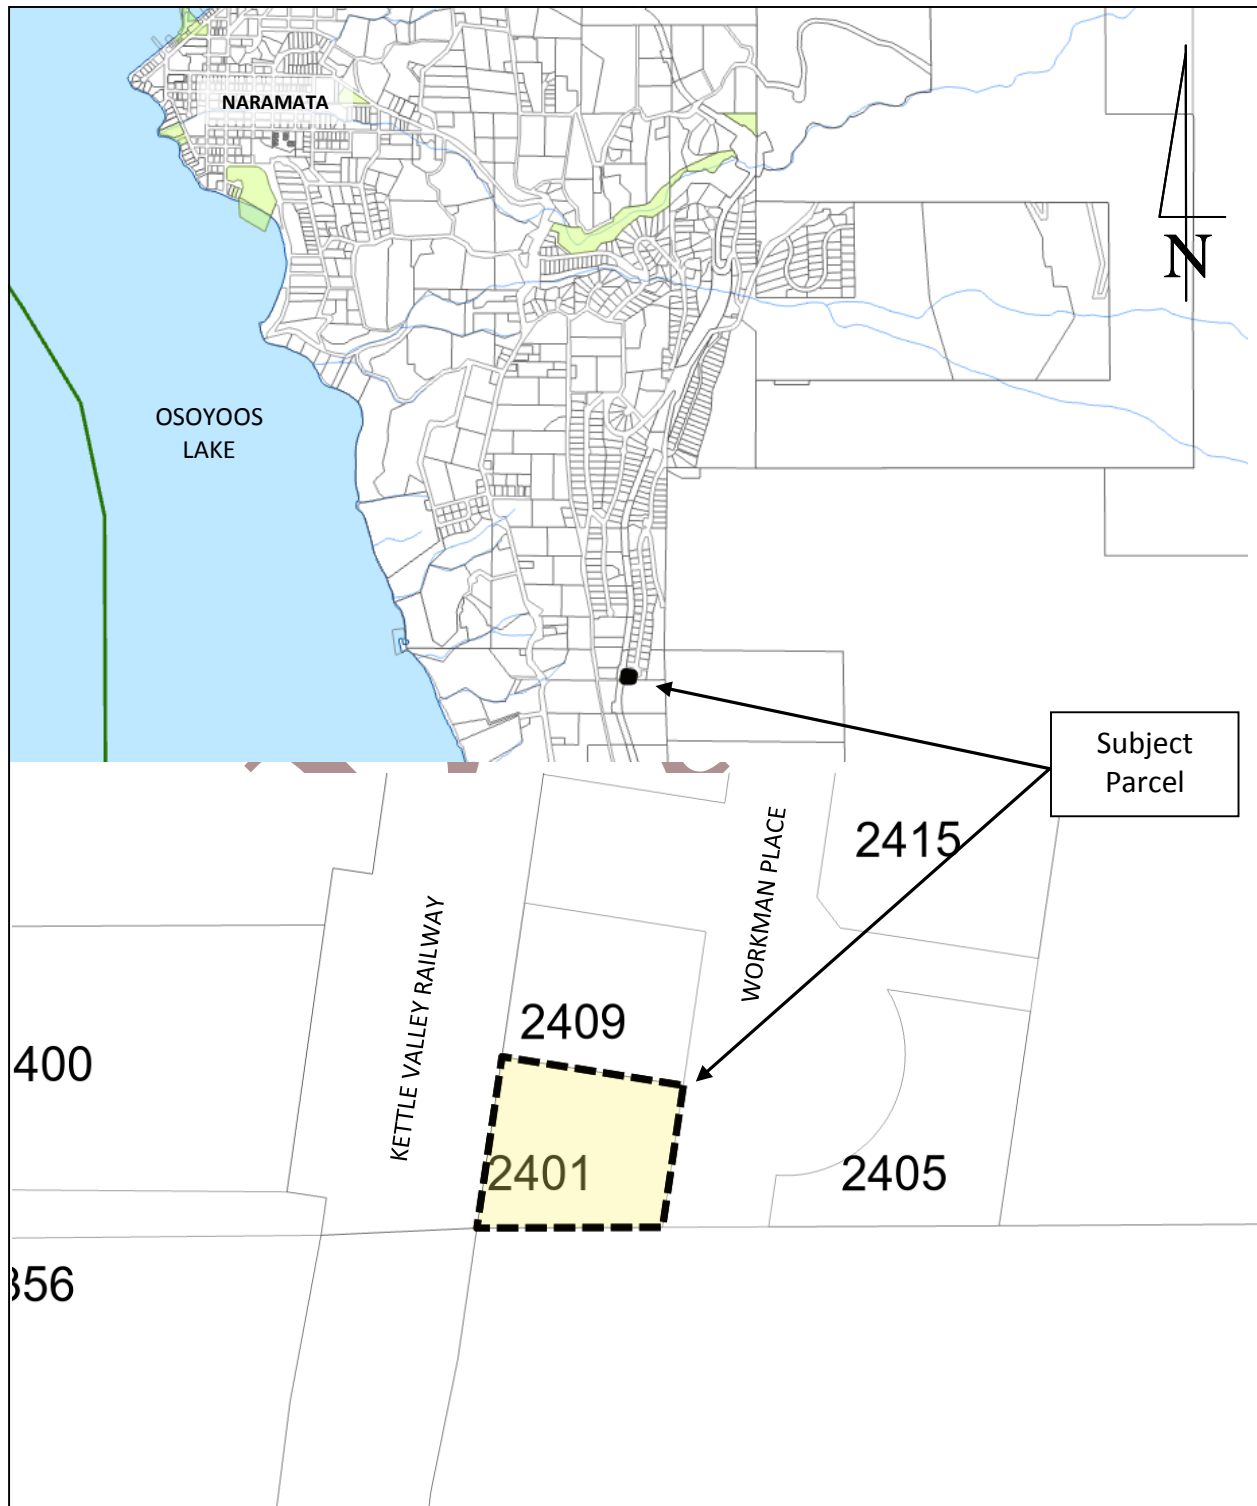 NARAMATA
N
OSOYOOS
LAKE
Subject
Parcel
WORKMAN PLACE
2415
KETTLE VALLEY RAILWAY
2409
400
2401
2405
356